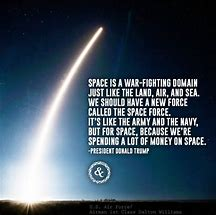 SPACE IS A WAR-FIGHTING DOMAIN
JUST LIKE THE LAND, AIR, AND SEA.
WE SHOULD HAVE A NEW FORCE
CALLED THE SPACE FORCE.
IT'S LIKE THE ARMY AND THE NAVY,
BUT FOR SPACE, BECAUSE WE'RE
SPENDING A LOT OF MONEY ON SPACE.
-PRESIDENT DONALD TRUMP
&
U.S. Air Force/
Airman 1st Class